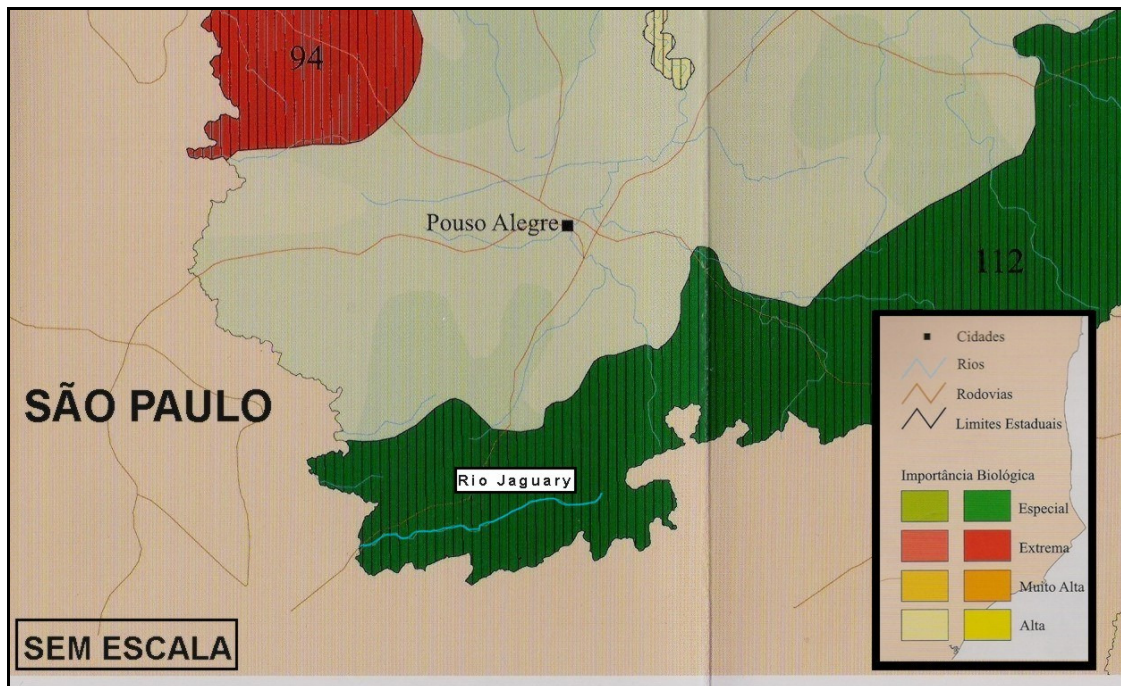 94
Pouso Alegre
112
SÃO PAULO
Rio Jaguary
SEM ESCALA
Cidades
Rios
Rodovias
Limites Estaduais
Importância Biológica
Especial
Extrema
Muito Alta
Alta